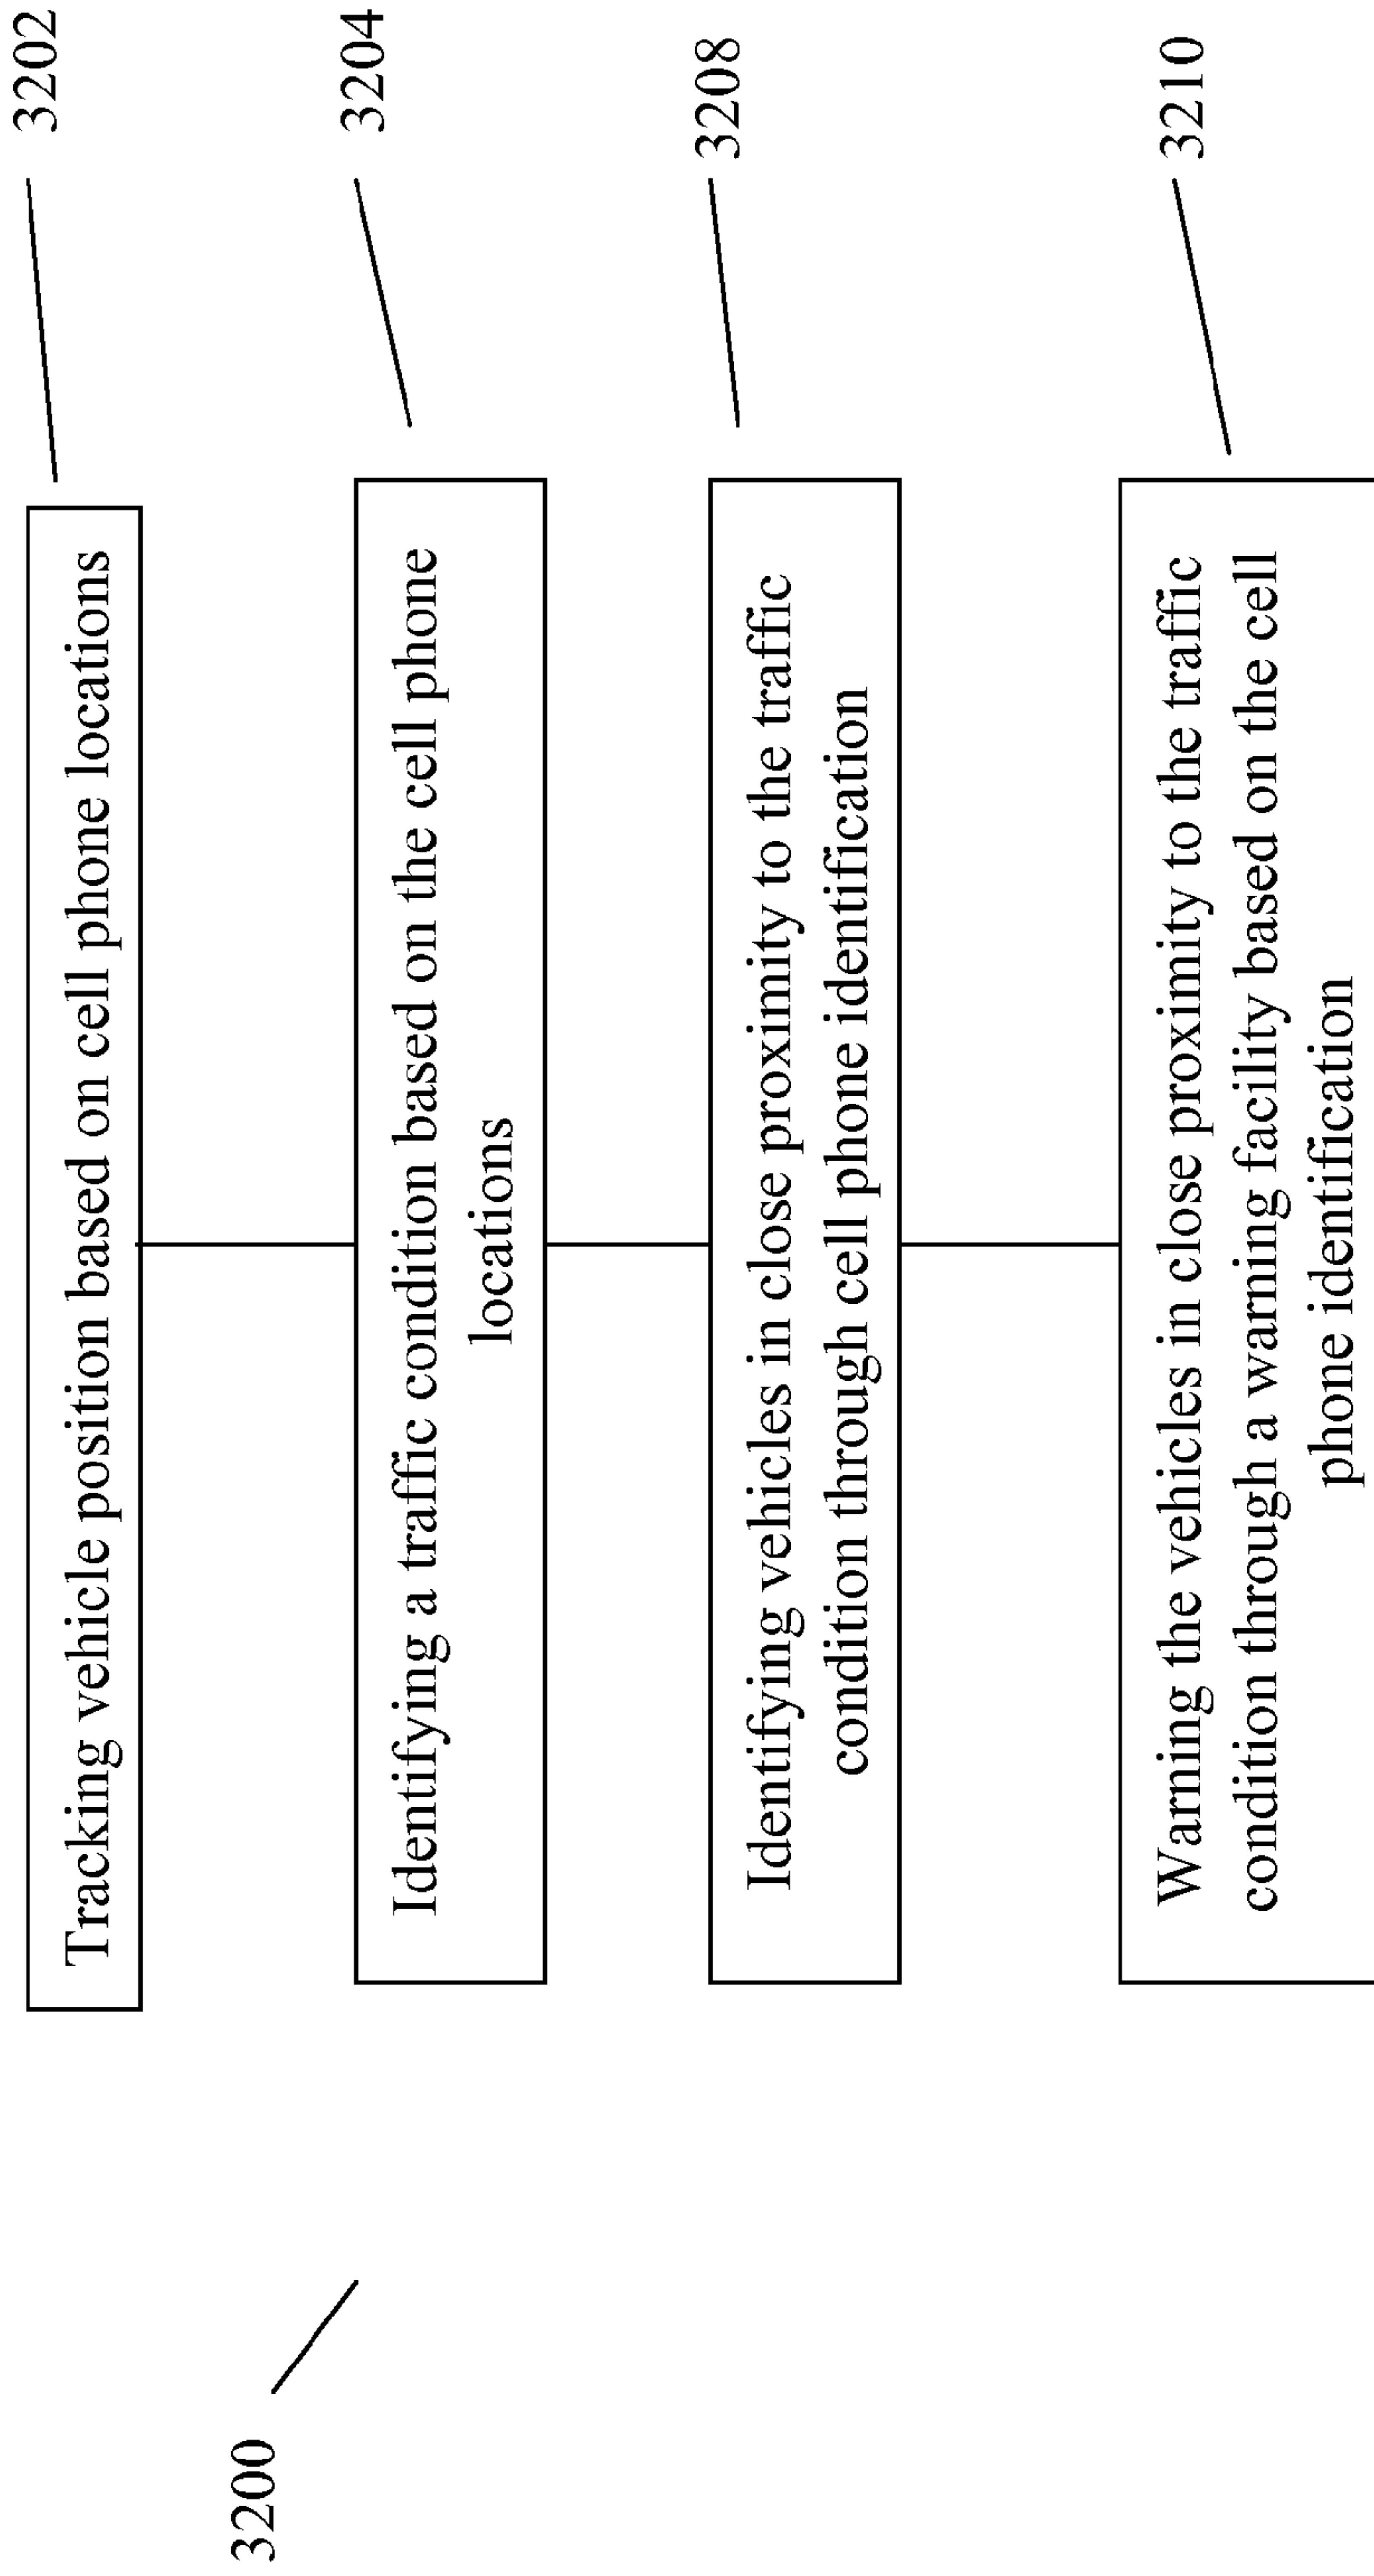 3202
Tracking vehicle position based on cell phone locations
3204
Identifying a traffic condition based on the cell phone
locations
3208
Identifying vehicles in close proximity to the traffic
condition through cell phone identification
3210
Warning the vehicles in close proximity to the traffic
condition through a warning facility based on the cell
phone identification
3200